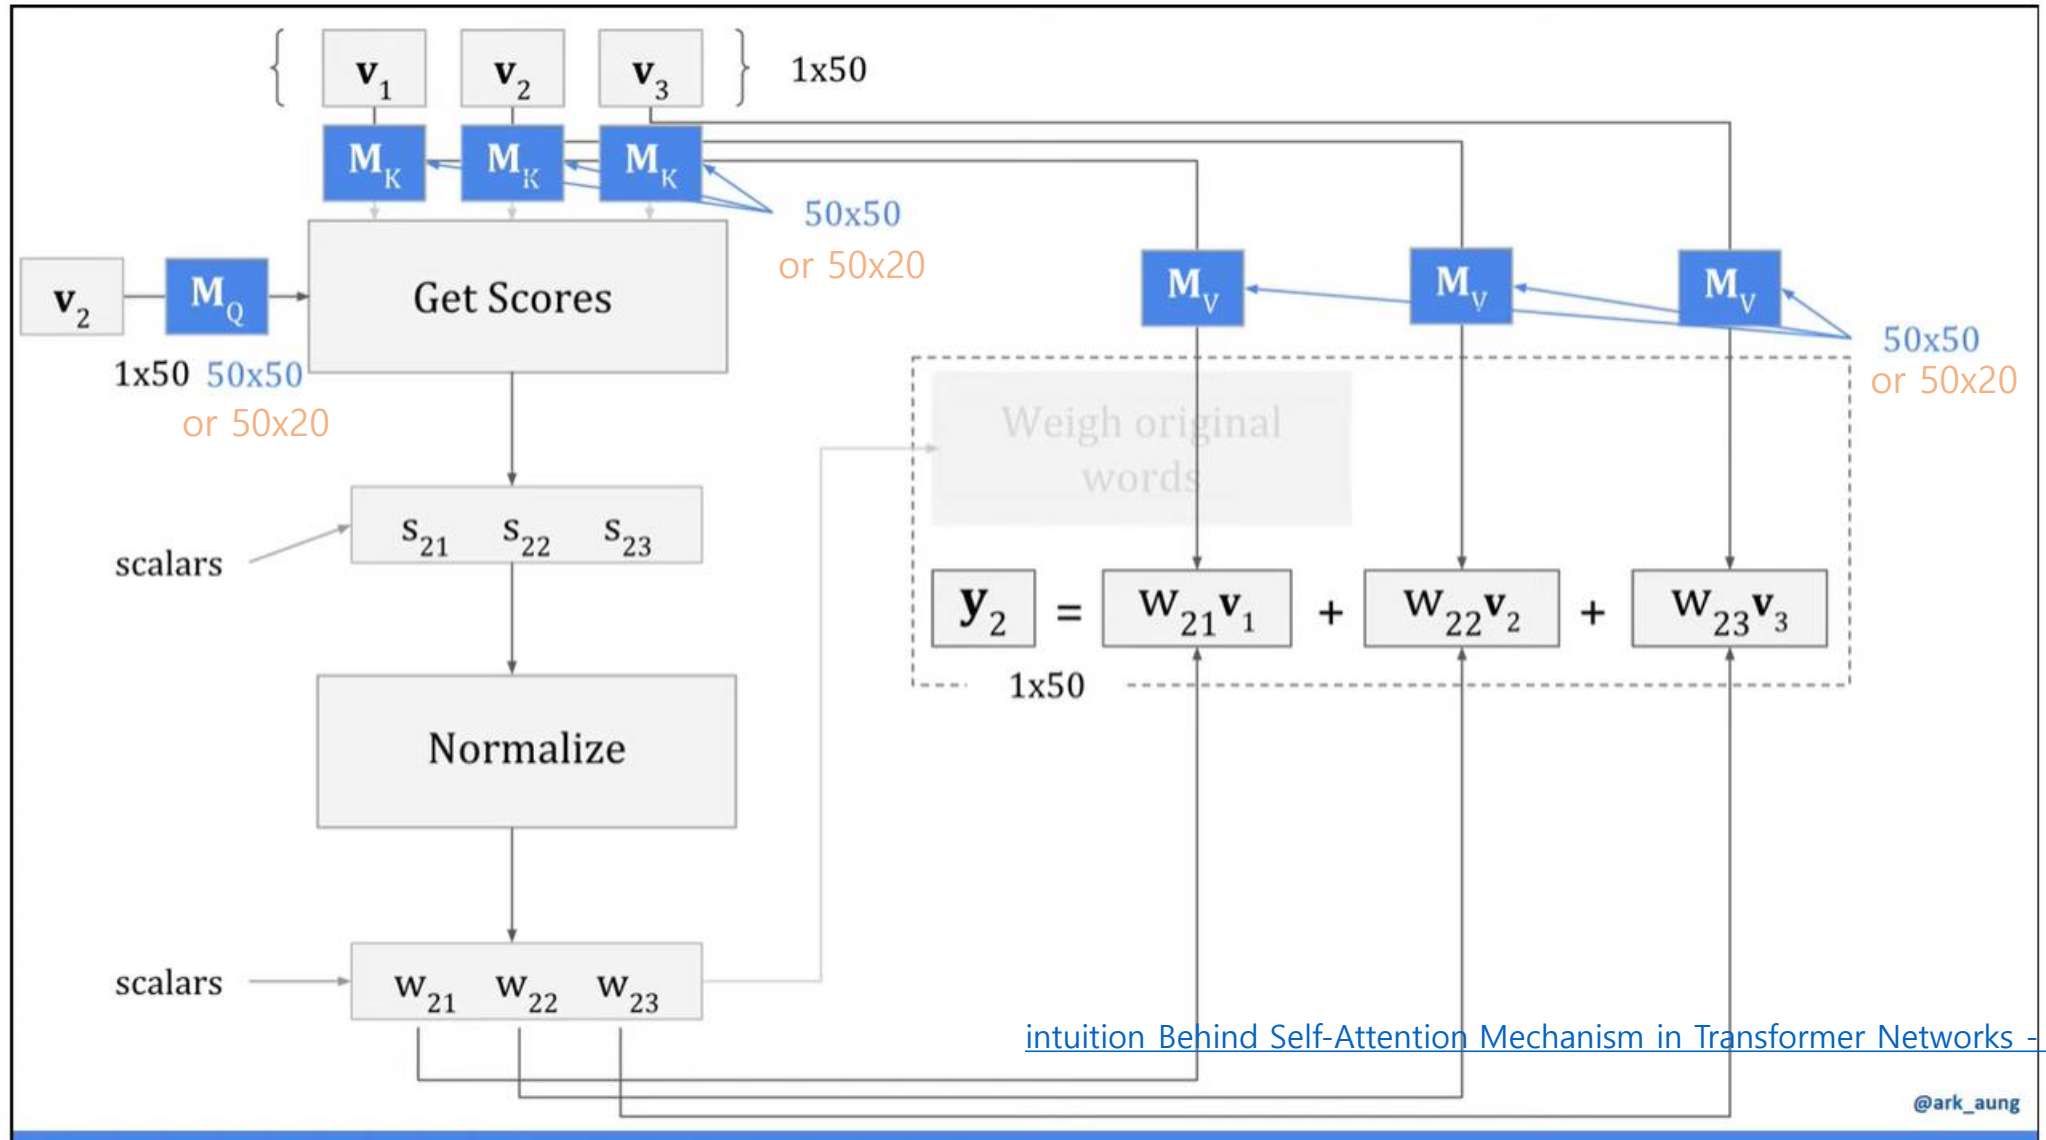 { v1 v2 v3 } 1x50
MK MK MK
50x50
or 50x20
v2 MQ Get Scores
1x50 50x50
or 50x20
MV MV MV
50x50
or 50x20
Weigh original
words
s21 s22 s23
scalars
y2 = w21v1 + w22v2 + w23v3
1x50
Normalize
scalars
w21 w22 w23
intuition Behind Self-Attention Mechanism in Transformer Networks -
@ark_aung